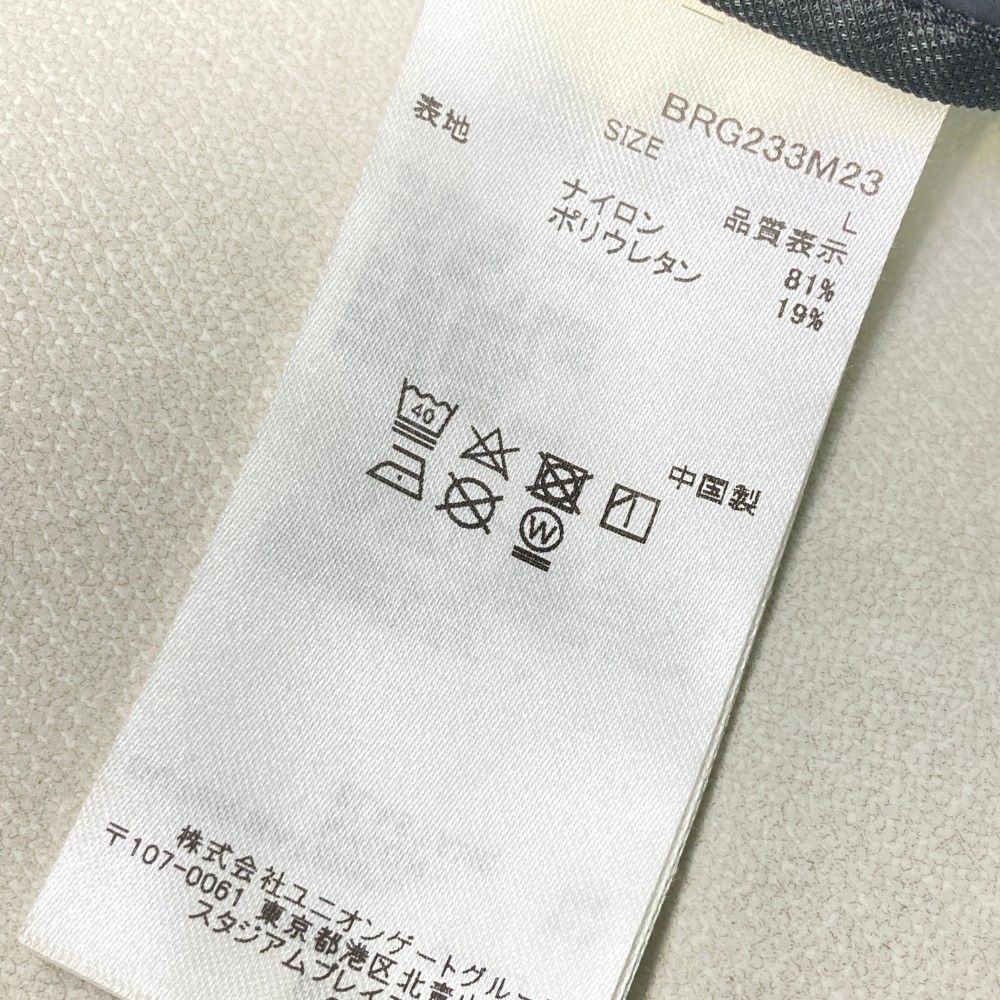 BRG233M23
SIZE L
品質表示
表地 ナイロン 81%
ポリウレタン 19%
40
W
中国製
株式会社ユニオンゲートグルー
〒107-0061 東京都港区北青山
スタジアムプレイ